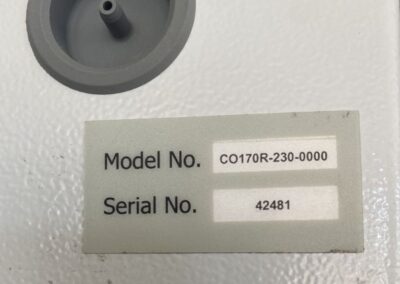 Model No. CO170R-230-0000
Serial No. 42481